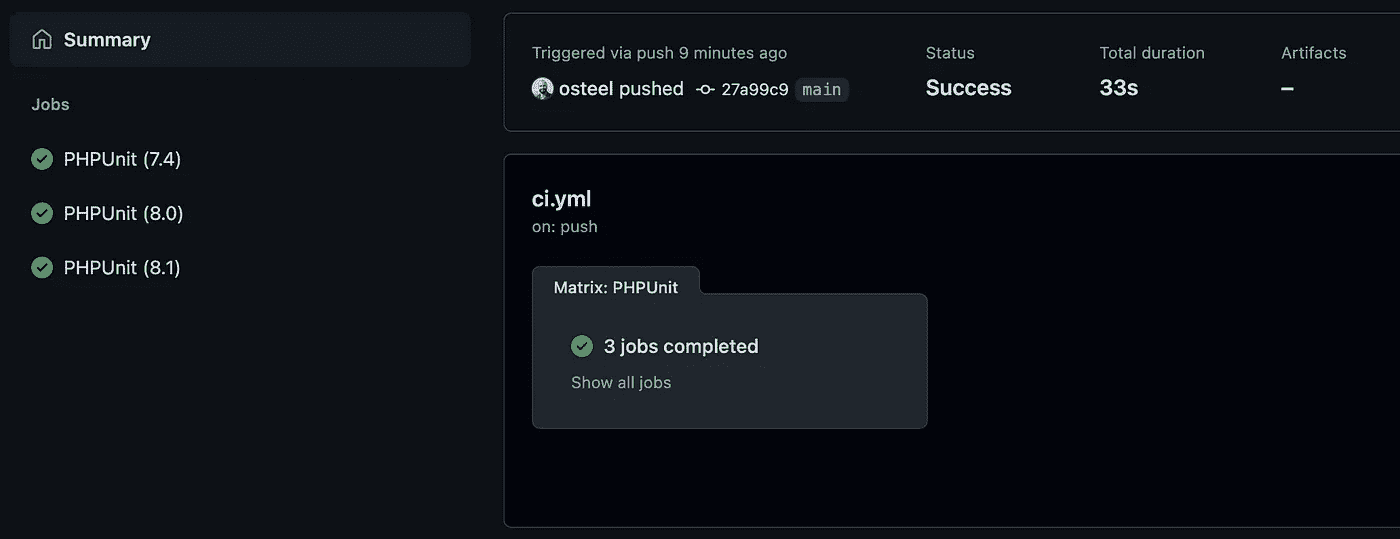 Summary
Jobs
PHPUnit (7.4)
PHPUnit (8.0)
PHPUnit (8.1)
Triggered via push 9 minutes ago
osteel pushed 27a99c9 main
Status
Success
Total duration
33s
Artifacts
–
ci.yml
on: push
Matrix: PHPUnit
3 jobs completed
Show all jobs